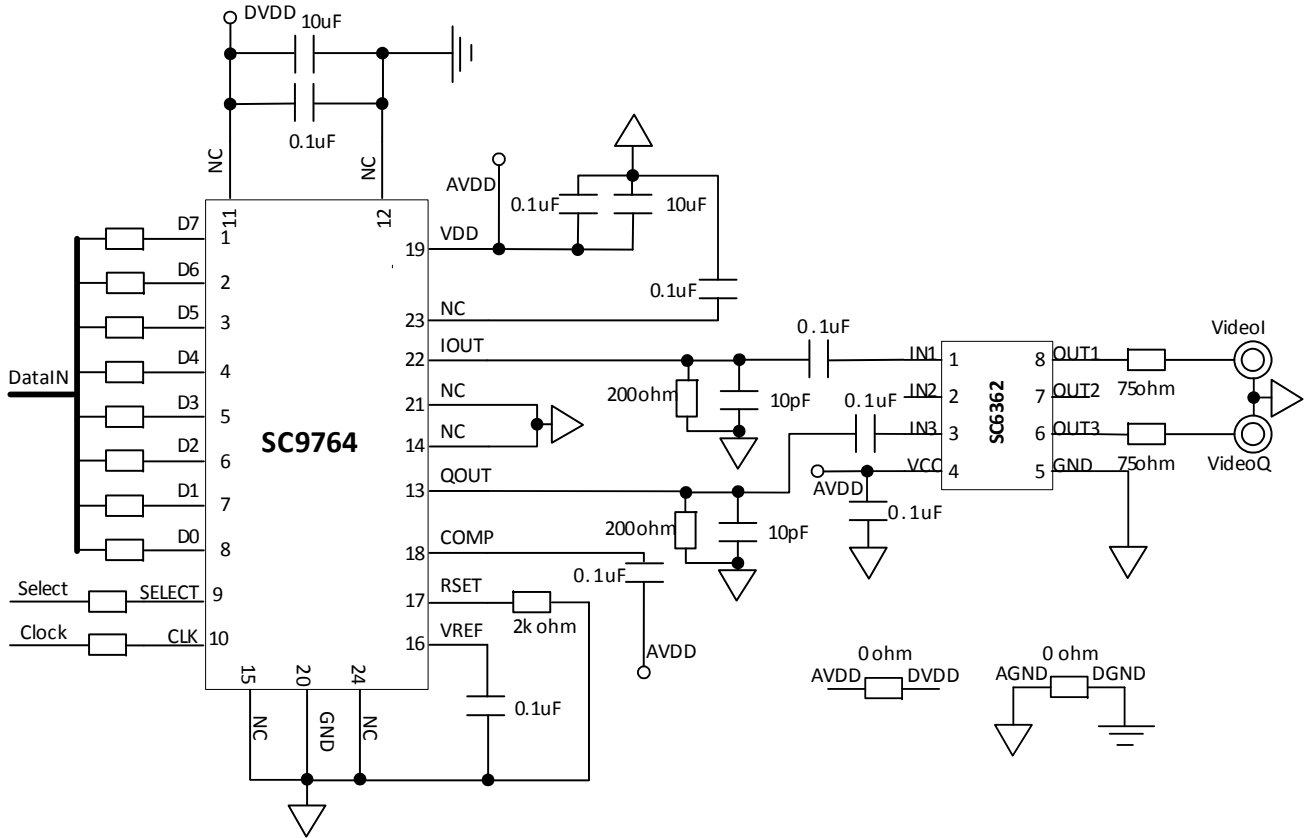 DVDD
10uF
0.1uF
NC
NC
11
12
AVDD
0.1uF
10uF
VDD
19
0.1uF
NC
23
IOUT
22
NC
21
NC
14
QOUT
13
COMP
18
RSET
17
VREF
16
D7
1
D6
2
D5
3
D4
4
D3
5
D2
6
D1
7
D0
8
DataIN
Select
SELECT
9
Clock
CLK
10
SC9764
15
20
24
NC
GND
NC
200ohm
10pF
0.1uF
0.1uF
200ohm
10pF
0.1uF
AVDD
2k ohm
0.1uF
IN1
1
IN2
2
IN3
3
VCC
4
SC6362
8
OUT1
7
OUT2
6
OUT3
5
GND
AVDD
0.1uF
75ohm
75ohm
VideoI
VideoQ
0 ohm
AVDD
DVDD
0 ohm
AGND
DGND